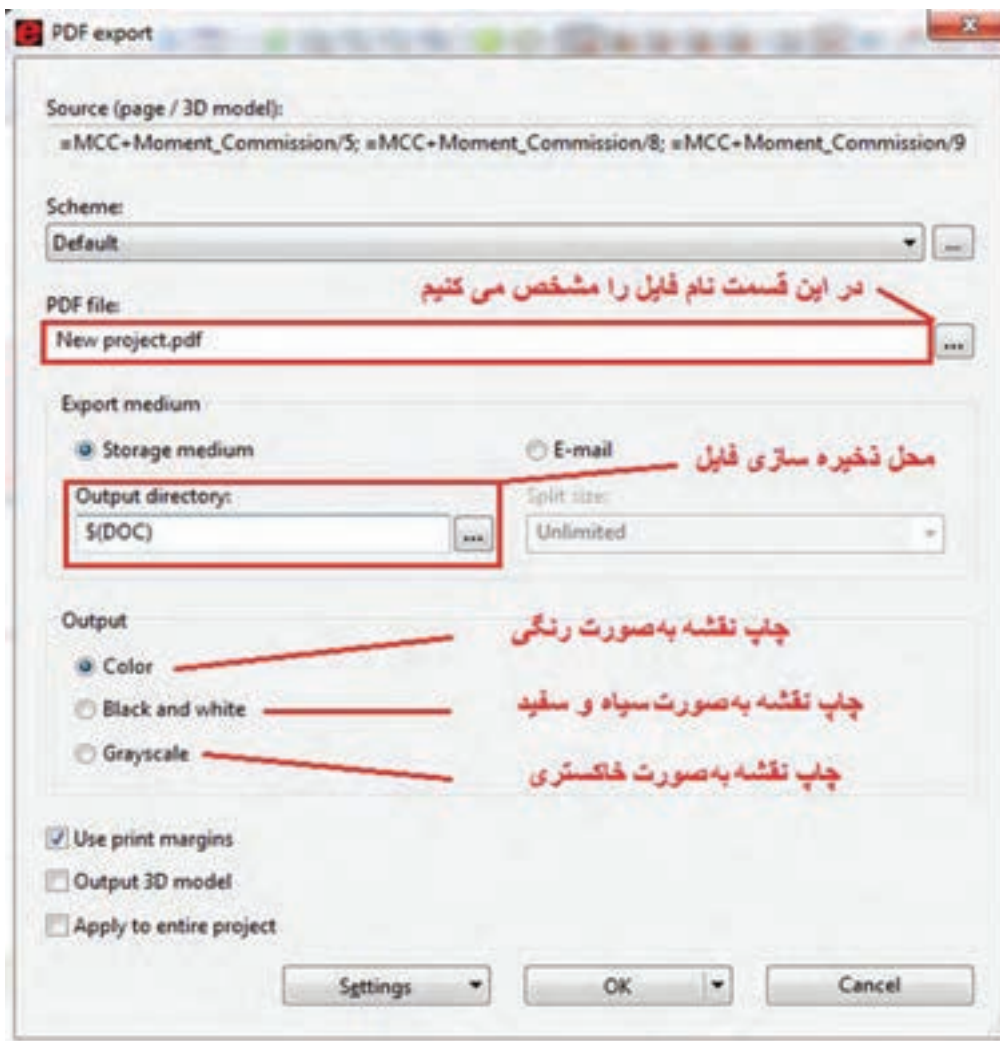 PDF export
Source (page / 3D model):
=MCC+Moment_Commission/5; =MCC+Moment_Commission/8; =MCC+Moment_Commission/9
Scheme:
Default
...
در این قسمت نام فایل را مشخص می کنیم
PDF file:
New project.pdf
...
Export medium
Storage medium
E-mail
محل ذخیره سازی فایل
Output directory:
Split size:
$(DOC)
...
Unlimited
Output
چاپ نقشه به‌صورت رنگی
Color
Black and white
چاپ نقشه به‌صورت سیاه و سفید
Grayscale
چاپ نقشه به‌صورت خاکستری
Use print margins
Output 3D model
Apply to entire project
Settings
OK
Cancel